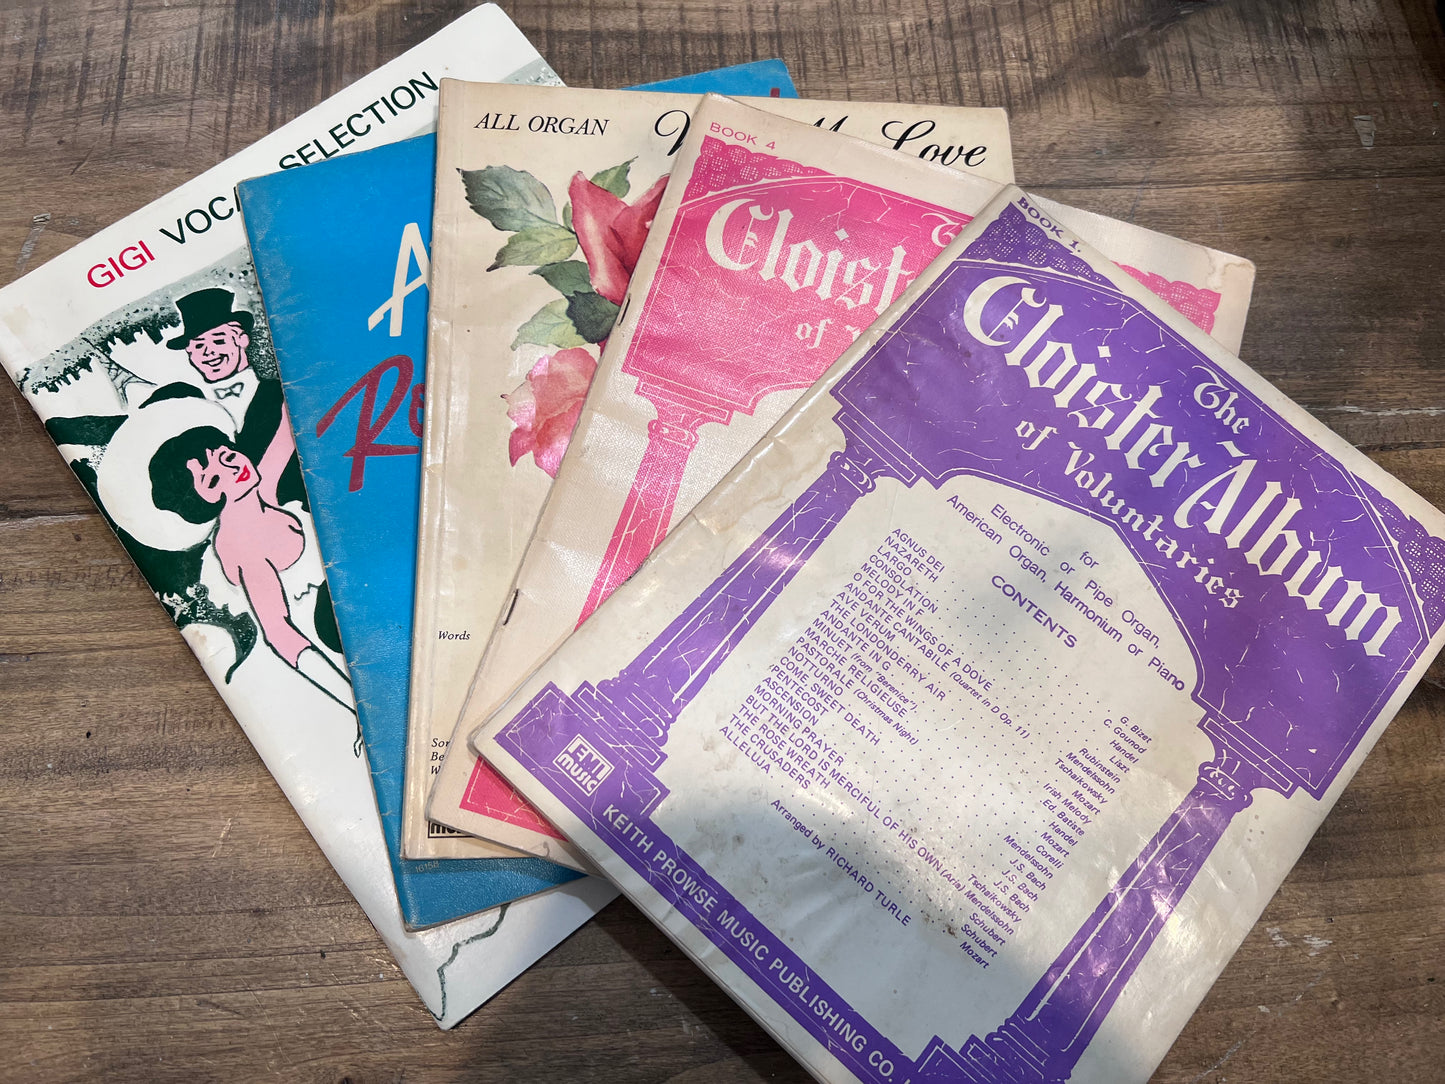 GIGI VOCAL SELECTION
ALL ORGAN
Love
Words
BOOK 4
The
Cloist
of
BOOK 1.
The
Cloister Album
of Voluntaries
for
Electronic or Pipe Organ,
American Organ, Harmonium or Piano
CONTENTS
AGNUS DEI . . . G. Bizet
NAZARETH . . . C. Gounod
LARGO . . . Handel
CONSOLATION . . . Liszt
MELODY IN F . . . Rubinstein
O FOR THE WINGS OF A DOVE . . . Mendelssohn
ANDANTE CANTABILE (Quartet in D Op. 11) . . . Tschaikowsky
AVE VERUM . . . Mozart
THE LONDONDERRY AIR . . . Irish Melody
ANDANTE IN G . . . Ed. Batiste
MINUET (from "Berenice") . . . Handel
MARCHE RELIGIEUSE . . . Mozart
PASTORALE (Christmas Night) . . . Corelli
NOTTURNO . . . Mendelssohn
COME, SWEET DEATH . . . J.S. Bach
PENTECOST . . . J.S. Bach
ASCENSION . . . J.S. Bach
MORNING PRAYER . . . Tschaikowsky
BUT THE LORD IS MERCIFUL OF HIS OWN (Aria) Mendelssohn
THE ROSE WREATH . . . Schubert
THE CRUSADERS . . . Schubert
ALLELUJA . . . Mozart
Arranged by RICHARD TURLE
EMI
music
KEITH PROWSE MUSIC PUBLISHING CO.